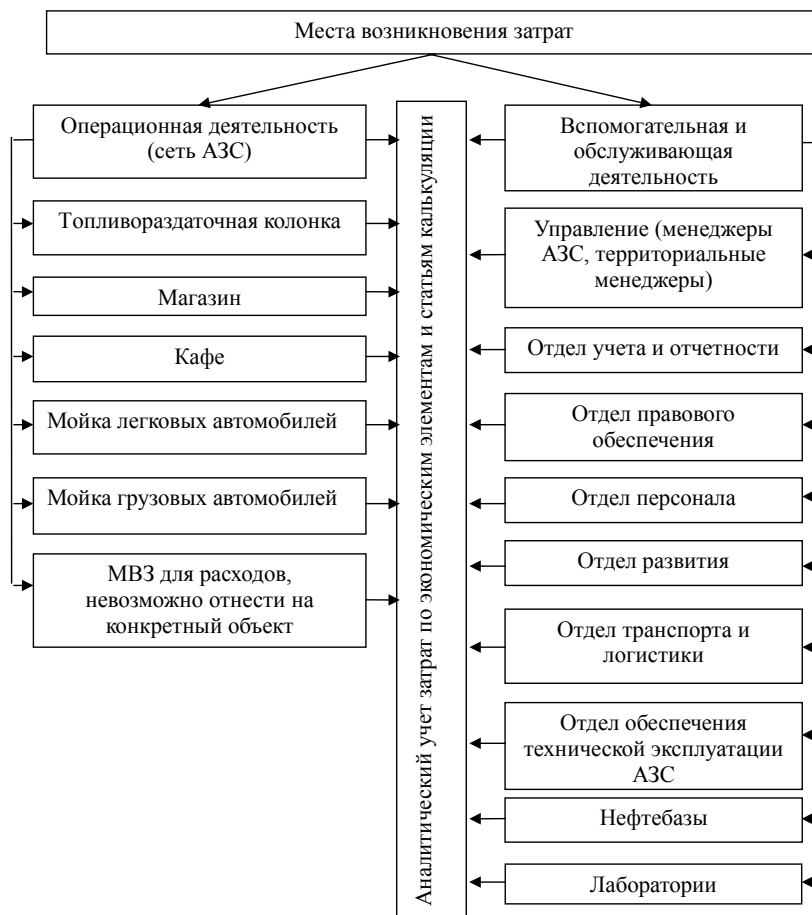 Места возникновения затрат
Операционная деятельность
(сеть АЗС)
Топливораздаточная колонка
Магазин
Кафе
Мойка легковых автомобилей
Мойка грузовых автомобилей
МВЗ для расходов,
невозможно отнести на
конкретный объект
Аналитический учет затрат по экономическим элементам и статьям калькуляции
Вспомогательная и
обслуживающая
деятельность
Управление (менеджеры
АЗС, территориальные
менеджеры)
Отдел учета и отчетности
Отдел правового
обеспечения
Отдел персонала
Отдел развития
Отдел транспорта и
логистики
Отдел обеспечения
технической эксплуатации
АЗС
Нефтебазы
Лаборатории